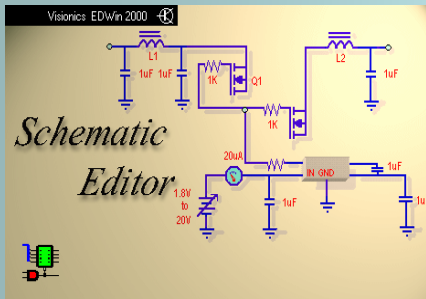 Visionics EDWin 2000
L1
1uF 1uF
1K
Q1
1K
L2
1uF
Schematic
Editor
20uA
1.8V
to
20V
1uF
IN GND
1uF
1u